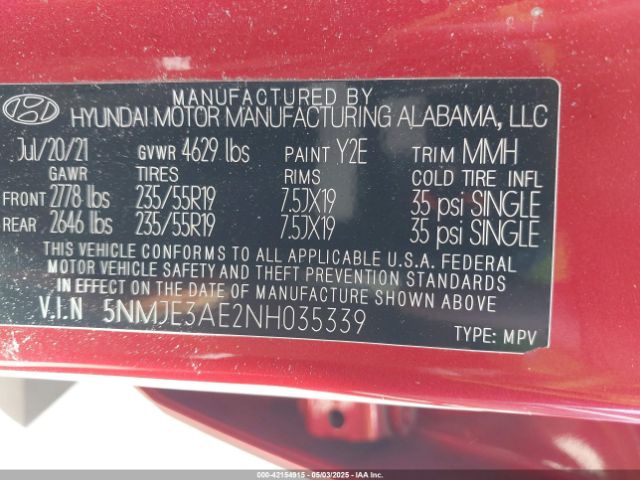 MANUFACTURED BY
HYUNDAI MOTOR MANUFACTURING ALABAMA, LLC
Jul/20/21 GVWR 4629 lbs PAINT Y2E TRIM MMH
GAWR TIRES RIMS COLD TIRE INFL
FRONT 2778 lbs 235/55R19 7.5JX19 35 psi SINGLE
REAR 2646 lbs 235/55R19 7.5JX19 35 psi SINGLE
THIS VEHICLE CONFORMS TO ALL APPLICABLE U.S.A. FEDERAL
MOTOR VEHICLE SAFETY AND THEFT PREVENTION STANDARDS
IN EFFECT ON THE DATE OF MANUFACTURE SHOWN ABOVE.
V.I.N 5NMJE3AE2NH035339
TYPE: MPV
000-42154915 - 05/03/2025 - IAAI.COM